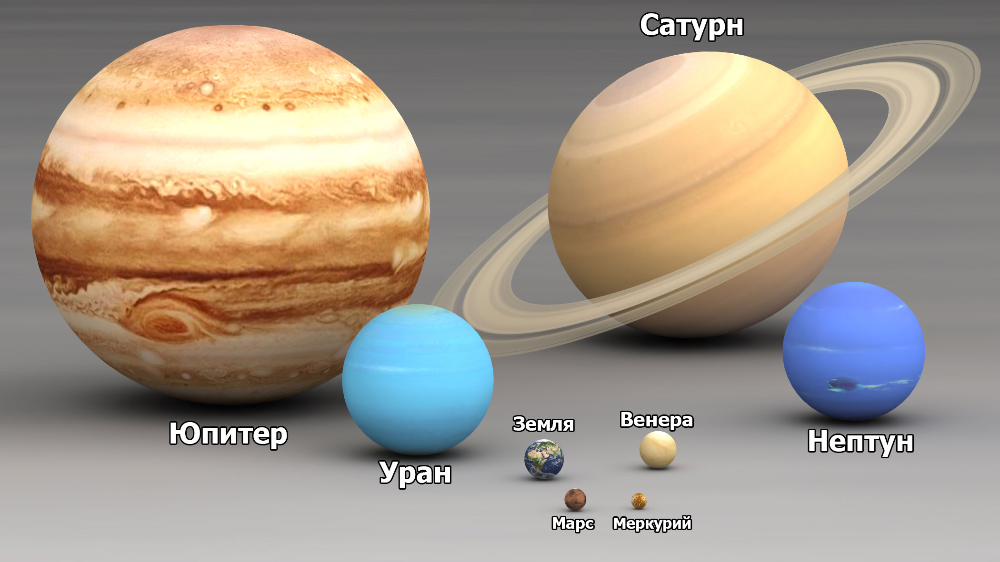 Сатурн
Юпитер
Уран
Земля
Венера
Нептун
Марс
Меркурий